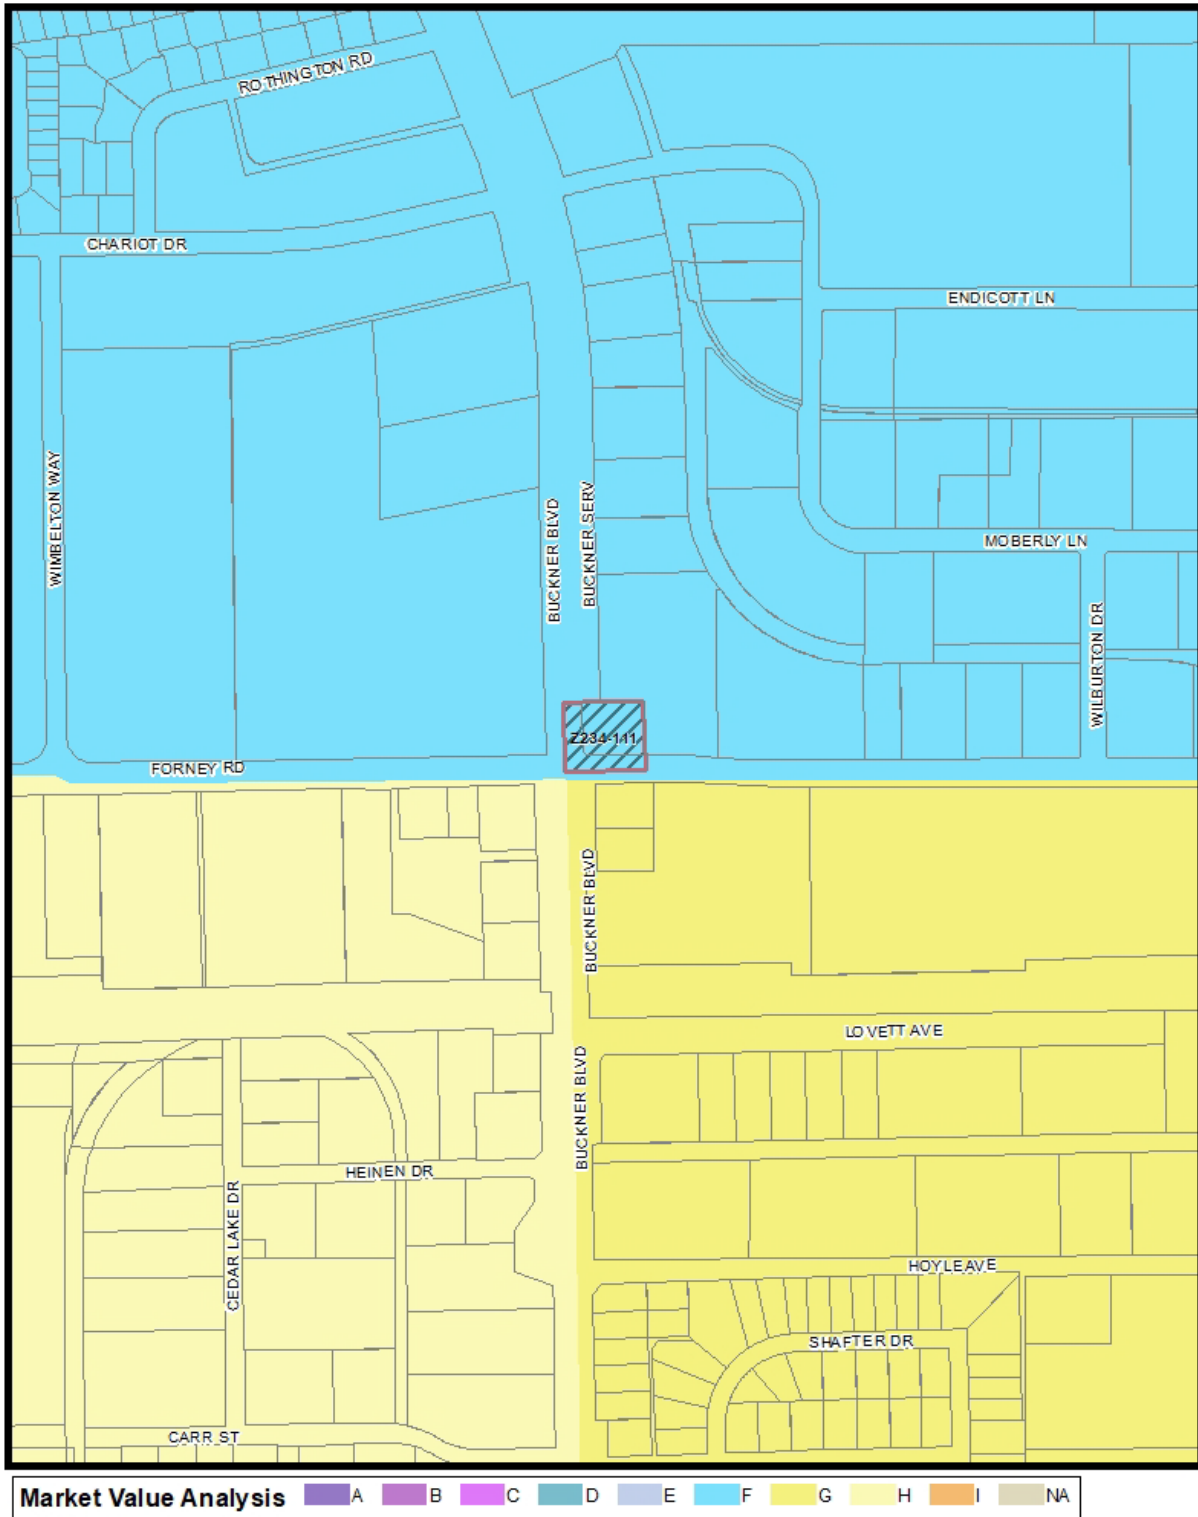 ROTHINGTON RD
CHARIOT DR
ENDICOTT LN
WIMBELTON WAY
BUCKNER BLVD
BUCKNER SERV
MOBERLY LN
WILBURTON DR
Z234-111
FORNEY RD
BUCKNER BLVD
LOVETT AVE
BUCKNER BLVD
HEINEN DR
CEDAR LAKE DR
HOYLE AVE
SHAFTER DR
CARR ST
Market Value Analysis A B C D E F G H I NA